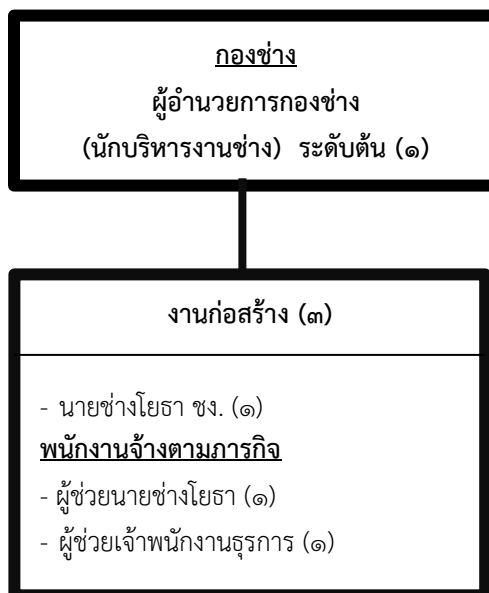 กองช่าง
ผู้อำนวยการกองช่าง
(นักบริหารงานช่าง) ระดับต้น (๑)
งานก่อสร้าง (๓)
- นายช่างโยธา ชง. (๑)
พนักงานจ้างตามภารกิจ
- ผู้ช่วยนายช่างโยธา (๑)
- ผู้ช่วยเจ้าพนักงานธุรการ (๑)